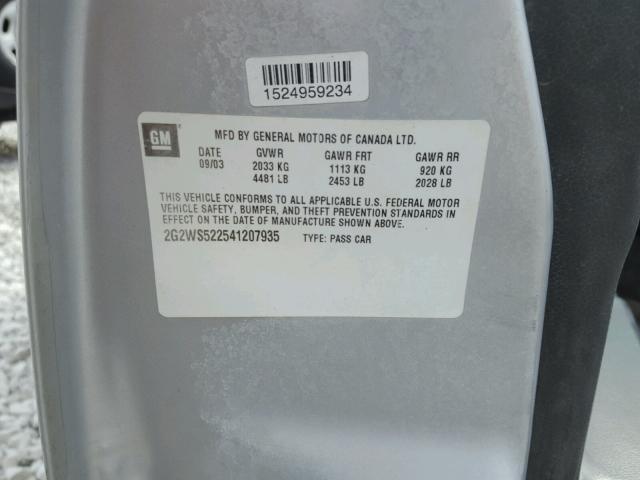 1524959234
GM
MFD BY GENERAL MOTORS OF CANADA LTD.
DATE GVWR GAWR FRT GAWR RR
09/03 2033 KG 1113 KG 920 KG
4481 LB 2453 LB 2028 LB
THIS VEHICLE CONFORMS TO ALL APPLICABLE U.S. FEDERAL MOTOR
VEHICLE SAFETY, BUMPER, AND THEFT PREVENTION STANDARDS IN
EFFECT ON THE DATE OF MANUFACTURE SHOWN ABOVE.
2G2WS522541207935 TYPE: PASS CAR